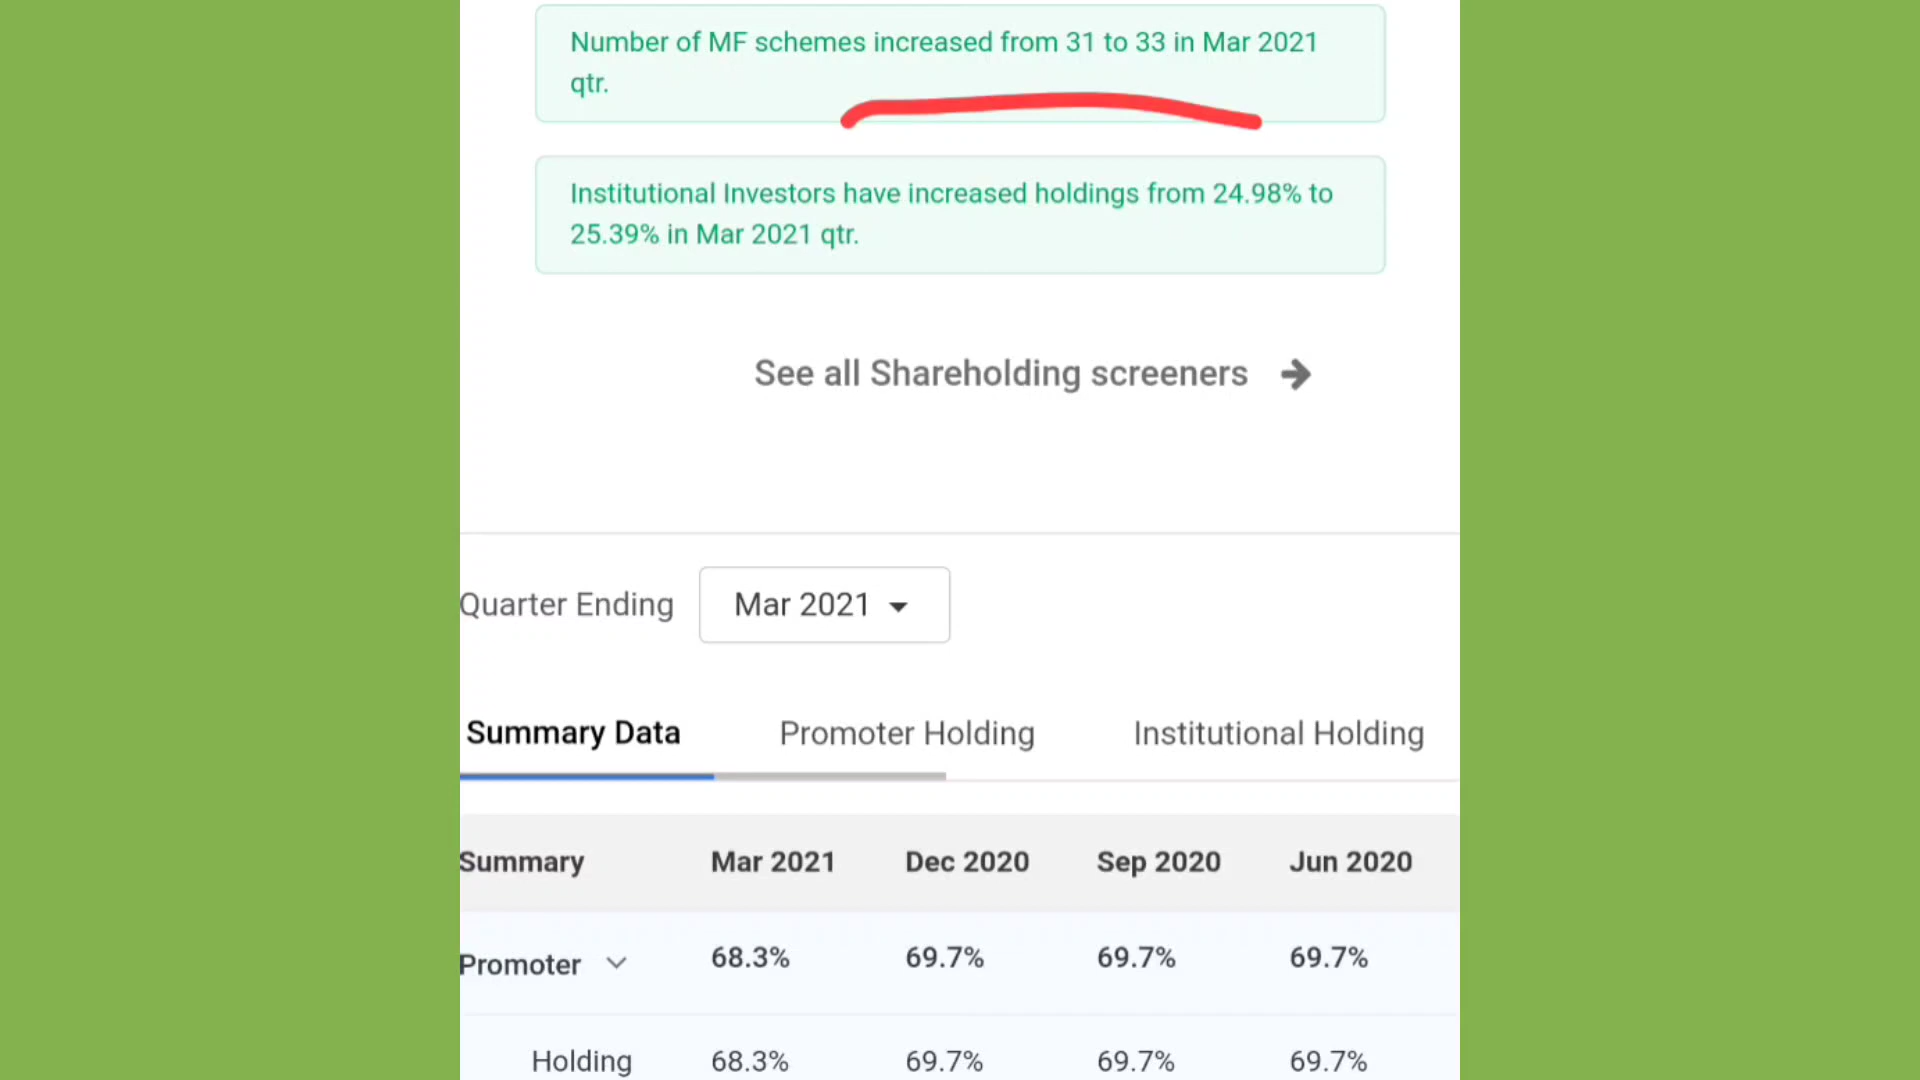 Number of MF schemes increased from 31 to 33 in Mar 2021
qtr.
Institutional Investors have increased holdings from 24.98% to
25.39% in Mar 2021 qtr.
See all Shareholding screeners
Quarter Ending Mar 2021
Summary Data Promoter Holding Institutional Holding
Summary Mar 2021 Dec 2020 Sep 2020 Jun 2020
Promoter 68.3% 69.7% 69.7% 69.7%
Holding 68.3% 69.7% 69.7% 69.7%